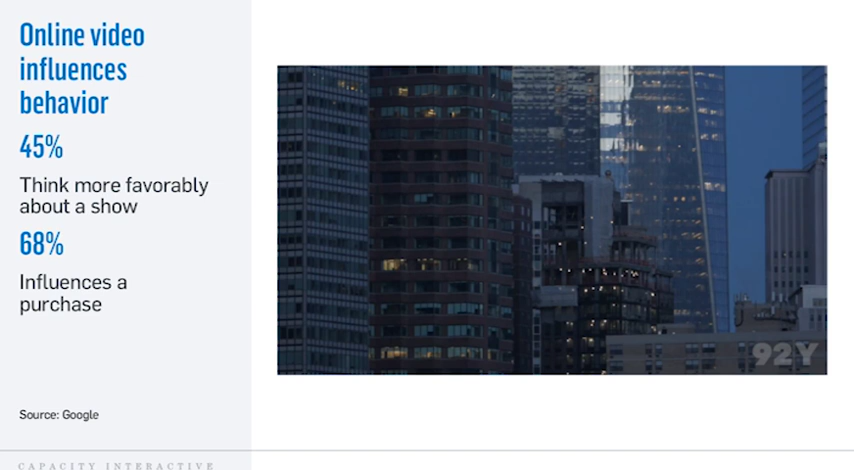 Online video
influences
behavior
45%
Think more favorably
about a show
68%
Influences a
purchase
Source: Google
92Y
CAPACITY INTERACTIVE